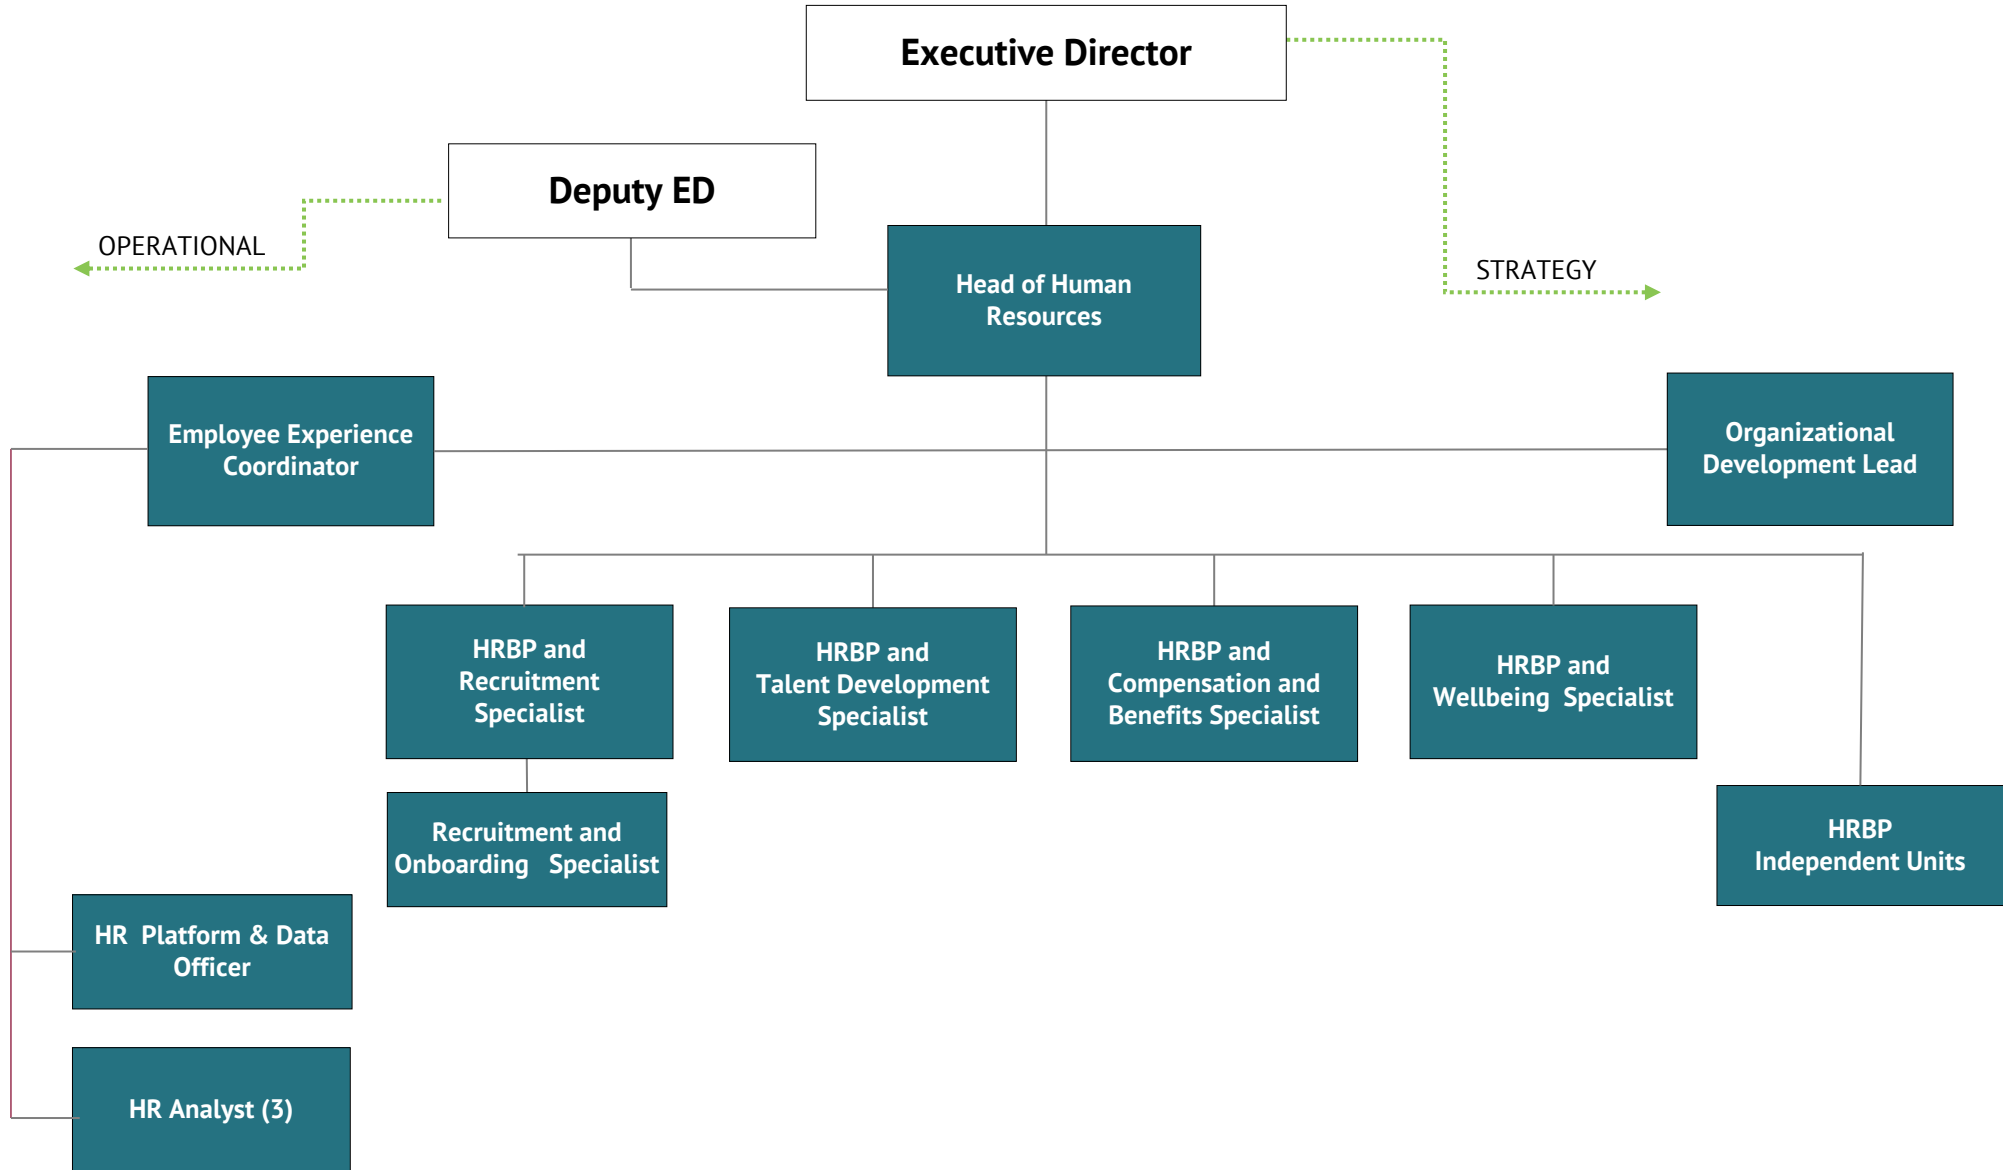 Executive Director
Deputy ED
OPERATIONAL
Head of Human
Resources
STRATEGY
Employee Experience
Coordinator
Organizational
Development Lead
HRBP and
Recruitment
Specialist
HRBP and
Talent Development
Specialist
HRBP and
Compensation and
Benefits Specialist
HRBP and
Wellbeing  Specialist
Recruitment and
Onboarding   Specialist
HRBP
Independent Units
HR  Platform & Data
Officer
HR Analyst (3)